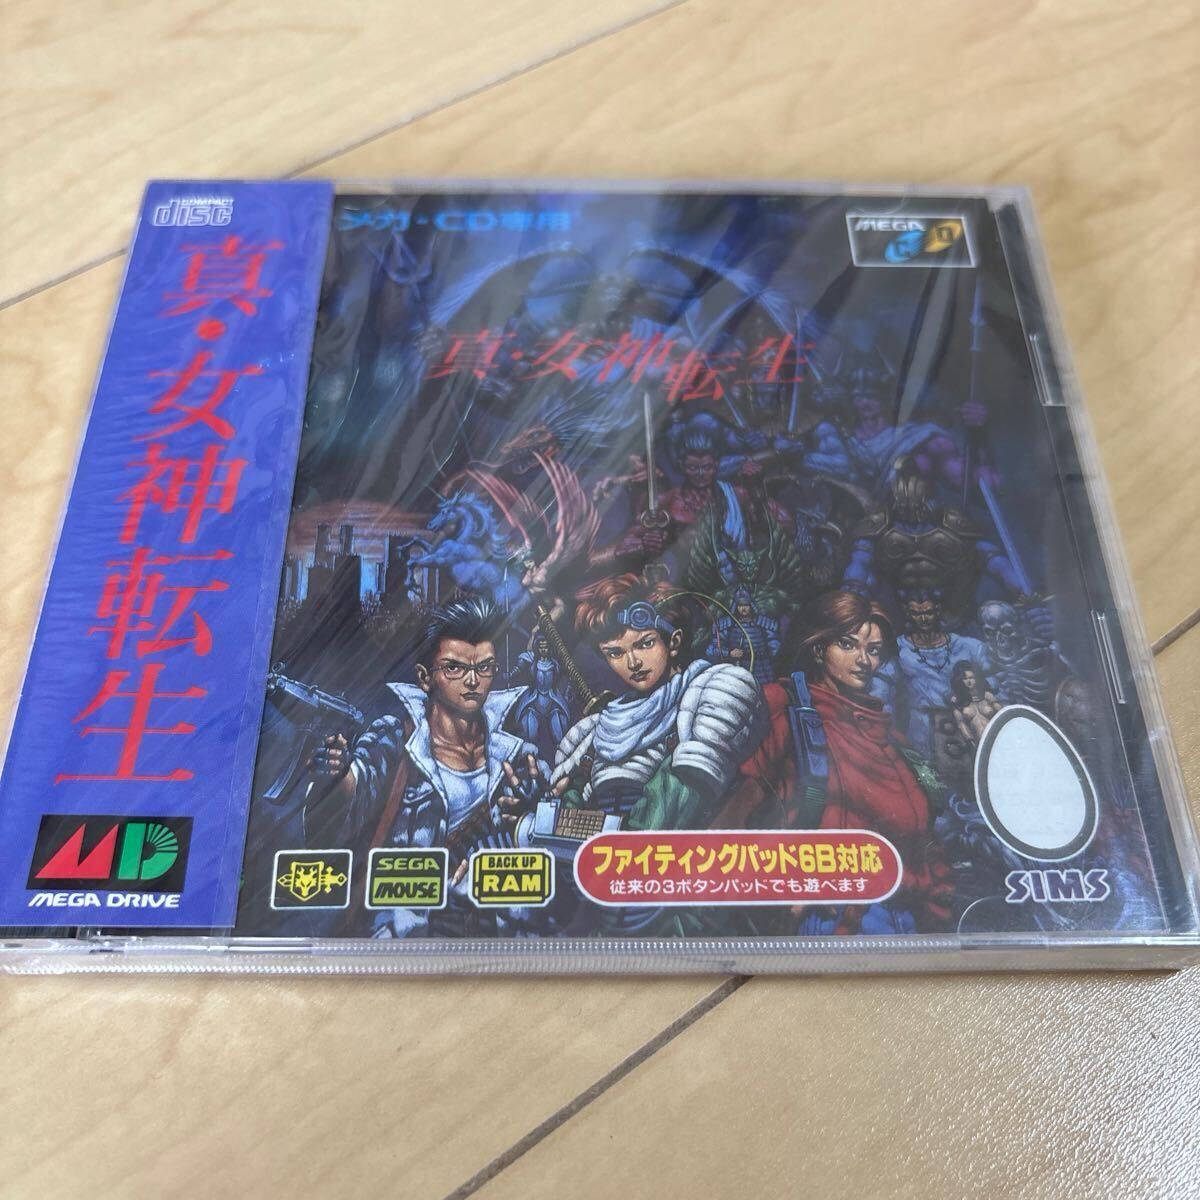 COMPACT
disc
真・女神転生
MEGA DRIVE
メガ・CD専用
MEGA
CD
真・女神転生
SEGA
MOUSE
BACK UP
RAM
ファイティングパッド6B対応
従来の3ボタンパッドでも遊べます
SIMS